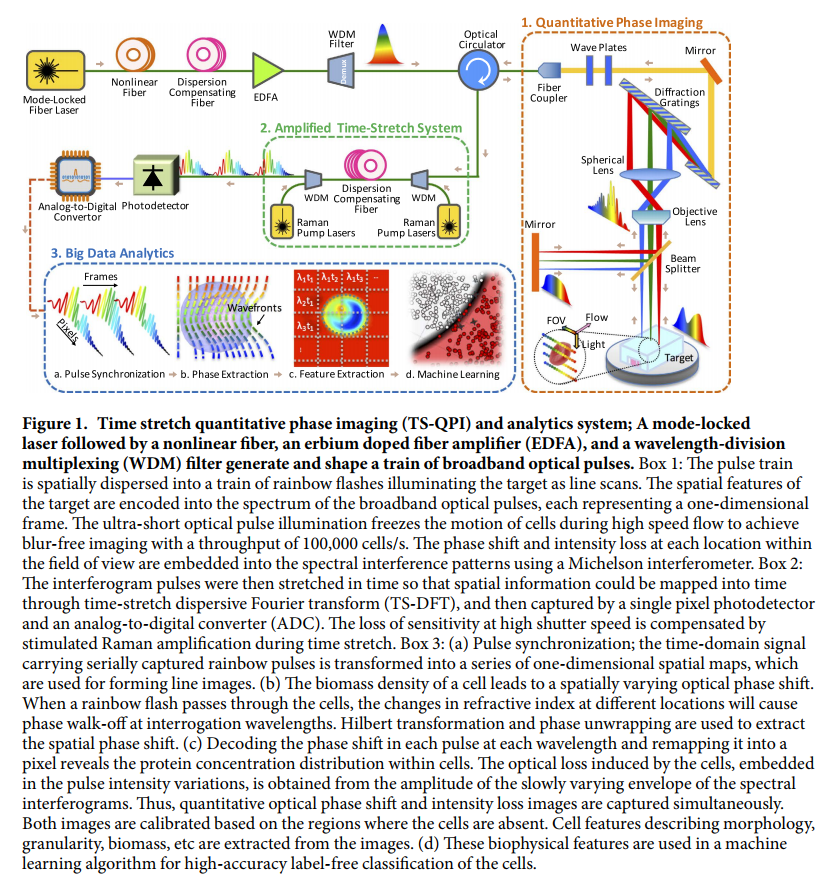 1. Quantitative Phase Imaging
WDM
Filter
Optical
Circulator
Wave Plates
Mirror
Demux
Mode-Locked
Fiber Laser
Nonlinear
Fiber
Dispersion
Compensating
Fiber
EDFA
Fiber
Coupler
Diffraction
Gratings
2. Amplified Time-Stretch System
Spherical
Lens
Analog-to-Digital
Convertor
Photodetector
WDM
Dispersion
Compensating
Fiber
WDM
Raman
Pump Lasers
Raman
Pump Lasers
Objective
Lens
Mirror
Beam
Splitter
3. Big Data Analytics
Frames
Pixels
Wavefronts
λ1t1 λ1t2 λ1t3 ...
λ2t1
λ3t1
⋮
FOV
Flow
Light
Target
a. Pulse Synchronization → b. Phase Extraction → c. Feature Extraction → d. Machine Learning
Figure 1. Time stretch quantitative phase imaging (TS-QPI) and analytics system; A mode-locked
laser followed by a nonlinear fiber, an erbium doped fiber amplifier (EDFA), and a wavelength-division
multiplexing (WDM) filter generate and shape a train of broadband optical pulses. Box 1: The pulse train
is spatially dispersed into a train of rainbow flashes illuminating the target as line scans. The spatial features of
the target are encoded into the spectrum of the broadband optical pulses, each representing a one-dimensional
frame. The ultra-short optical pulse illumination freezes the motion of cells during high speed flow to achieve
blur-free imaging with a throughput of 100,000 cells/s. The phase shift and intensity loss at each location within
the field of view are embedded into the spectral interference patterns using a Michelson interferometer. Box 2:
The interferogram pulses were then stretched in time so that spatial information could be mapped into time
through time-stretch dispersive Fourier transform (TS-DFT), and then captured by a single pixel photodetector
and an analog-to-digital converter (ADC). The loss of sensitivity at high shutter speed is compensated by
stimulated Raman amplification during time stretch. Box 3: (a) Pulse synchronization; the time-domain signal
carrying serially captured rainbow pulses is transformed into a series of one-dimensional spatial maps, which
are used for forming line images. (b) The biomass density of a cell leads to a spatially varying optical phase shift.
When a rainbow flash passes through the cells, the changes in refractive index at different locations will cause
phase walk-off at interrogation wavelengths. Hilbert transformation and phase unwrapping are used to extract
the spatial phase shift. (c) Decoding the phase shift in each pulse at each wavelength and remapping it into a
pixel reveals the protein concentration distribution within cells. The optical loss induced by the cells, embedded
in the pulse intensity variations, is obtained from the amplitude of the slowly varying envelope of the spectral
interferograms. Thus, quantitative optical phase shift and intensity loss images are captured simultaneously.
Both images are calibrated based on the regions where the cells are absent. Cell features describing morphology,
granularity, biomass, etc are extracted from the images. (d) These biophysical features are used in a machine
learning algorithm for high-accuracy label-free classification of the cells.